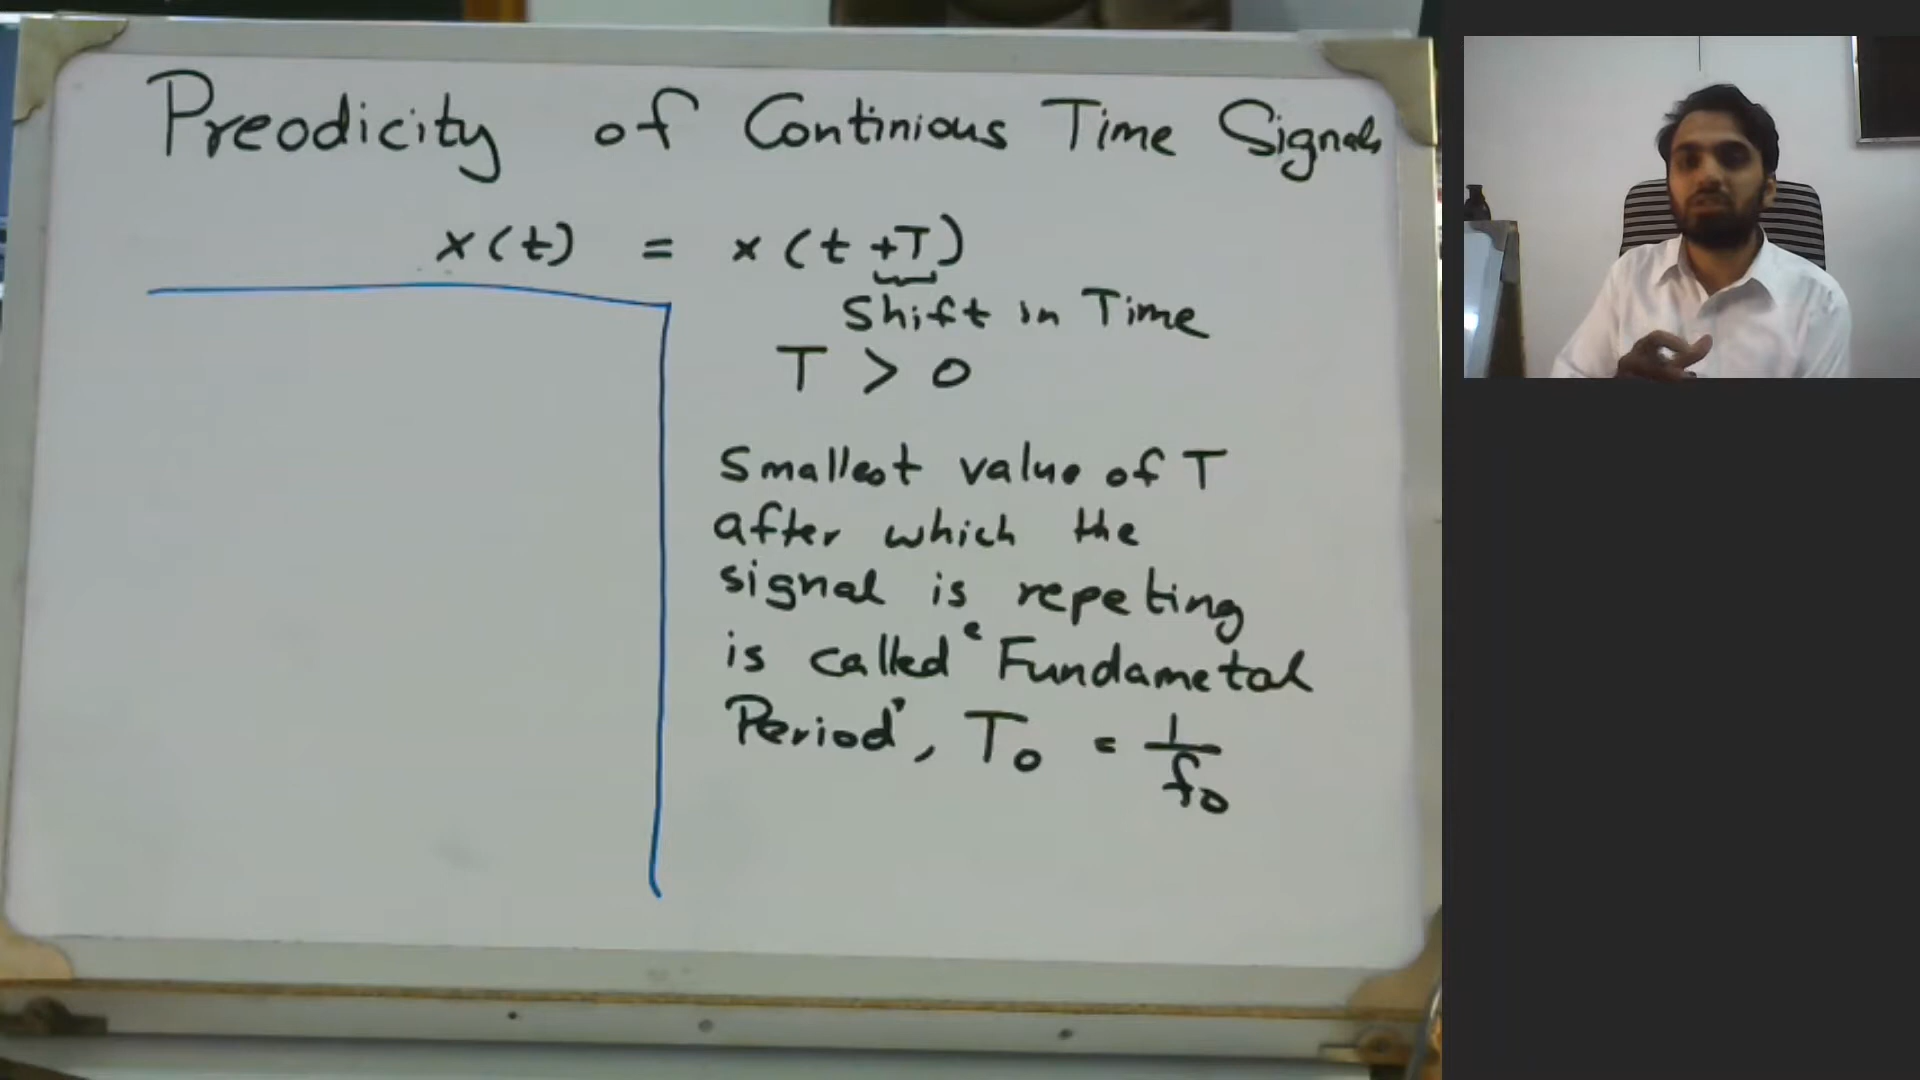 Preodicity of Continious Time Signals
x(t) = x(t+T)
Shift in Time
T > 0
Smallest value of T
after which the
signal is repeting
is called ‘Fundametal
Period’, T₀ = 1/f₀